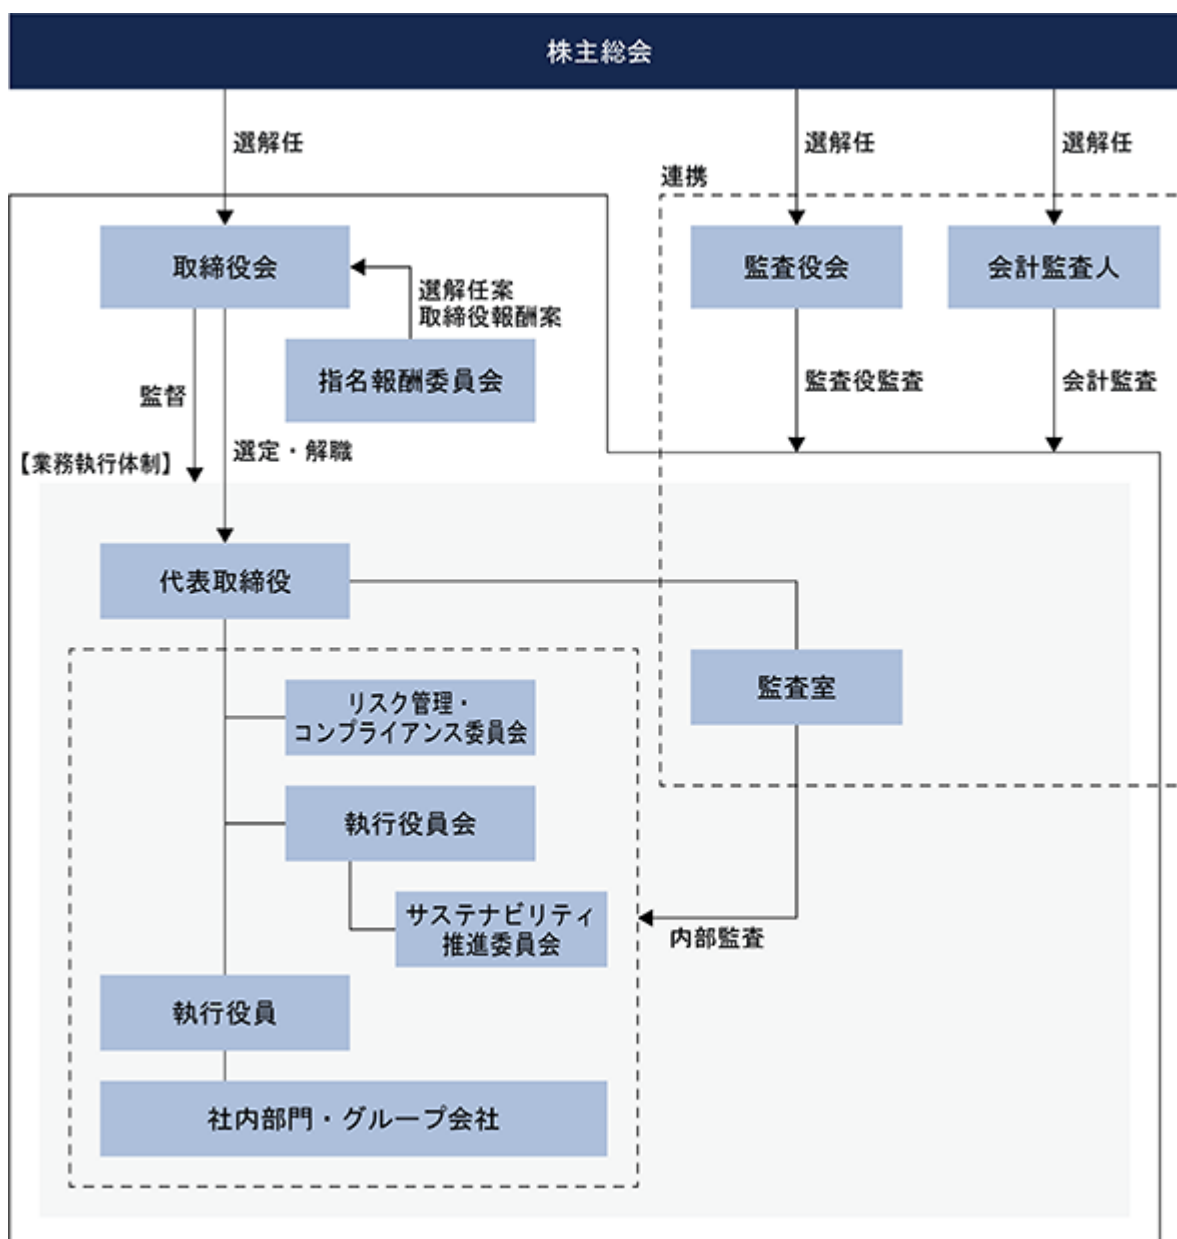 株主総会
選解任
選解任
選解任
連携
取締役会
監査役会
会計監査人
選解任案
取締役報酬案
指名報酬委員会
監督
監査役監査
会計監査
選定・解職
【業務執行体制】
代表取締役
監査室
リスク管理・
コンプライアンス委員会
執行役員会
サステナビリティ
推進委員会
内部監査
執行役員
社内部門・グループ会社